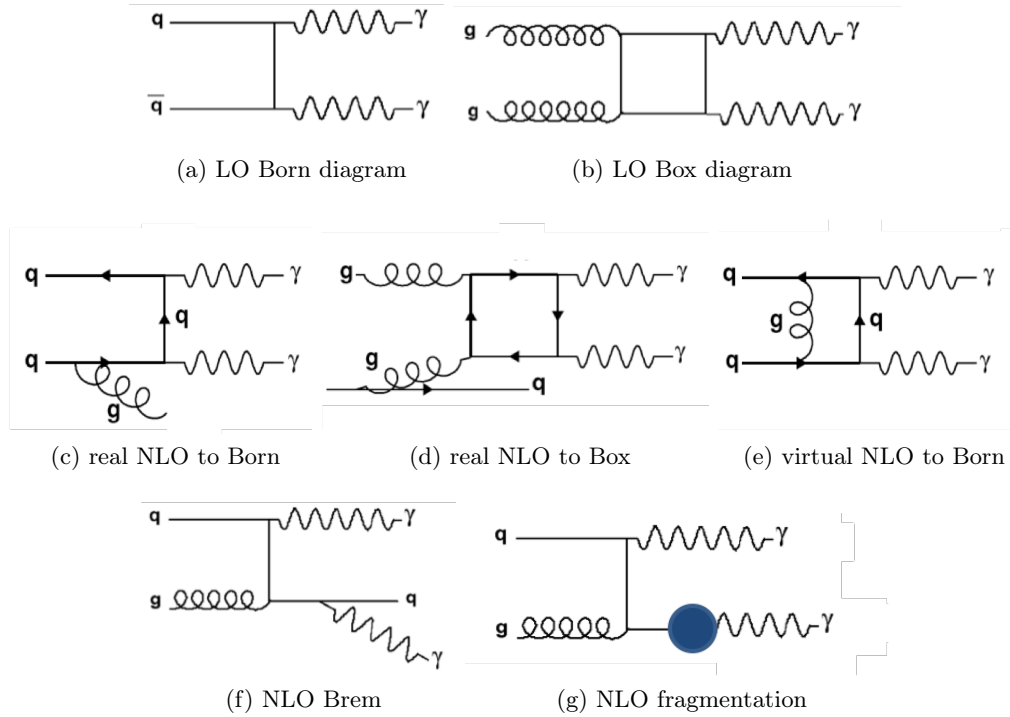 q γ g γ
q̅ γ g γ
(a) LO Born diagram (b) LO Box diagram
q γ g γ q γ
q g q
q γ g γ q γ
g q
(c) real NLO to Born (d) real NLO to Box (e) virtual NLO to Born
q γ q γ
g q g γ
γ
(f) NLO Brem (g) NLO fragmentation